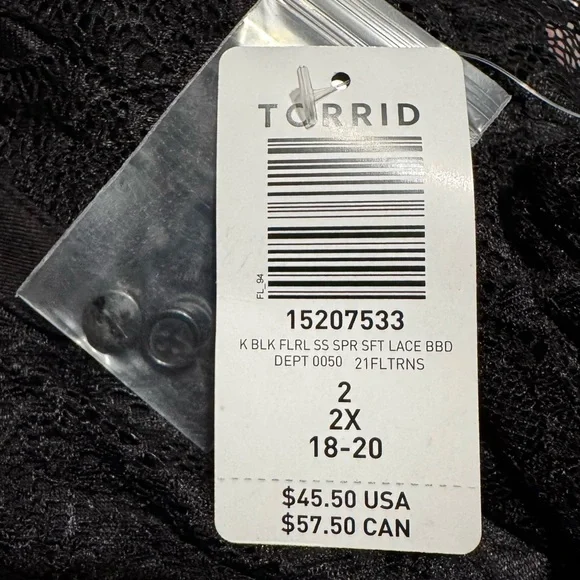 TORRID
FL_94
15207533
K BLK FLRL SS SPR SFT LACE BBD
DEPT 0050 21FLTRNS
2
2X
18-20
$45.50 USA
$57.50 CAN